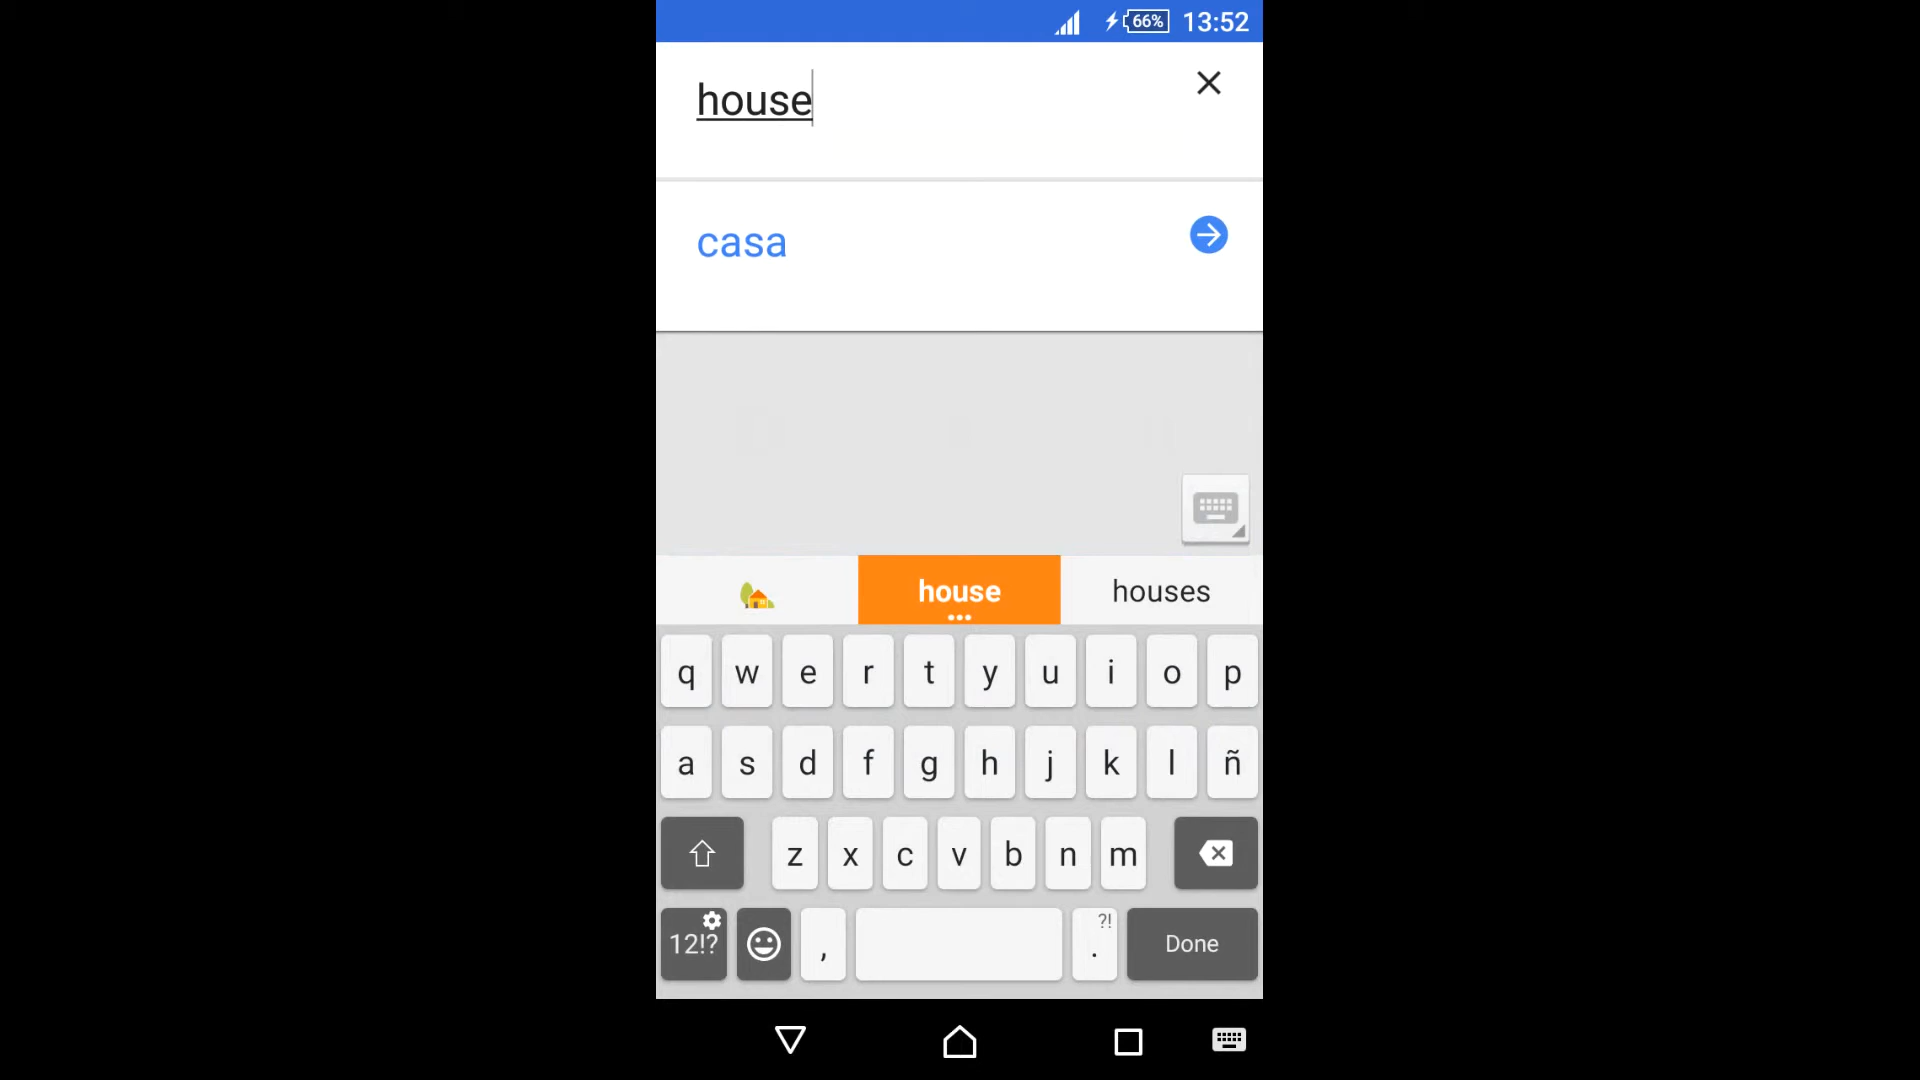 66% 13:52
house
casa
house houses
q w e r t y u i o p
a s d f g h j k l ñ
z x c v b n m
12!? , ?! . Done